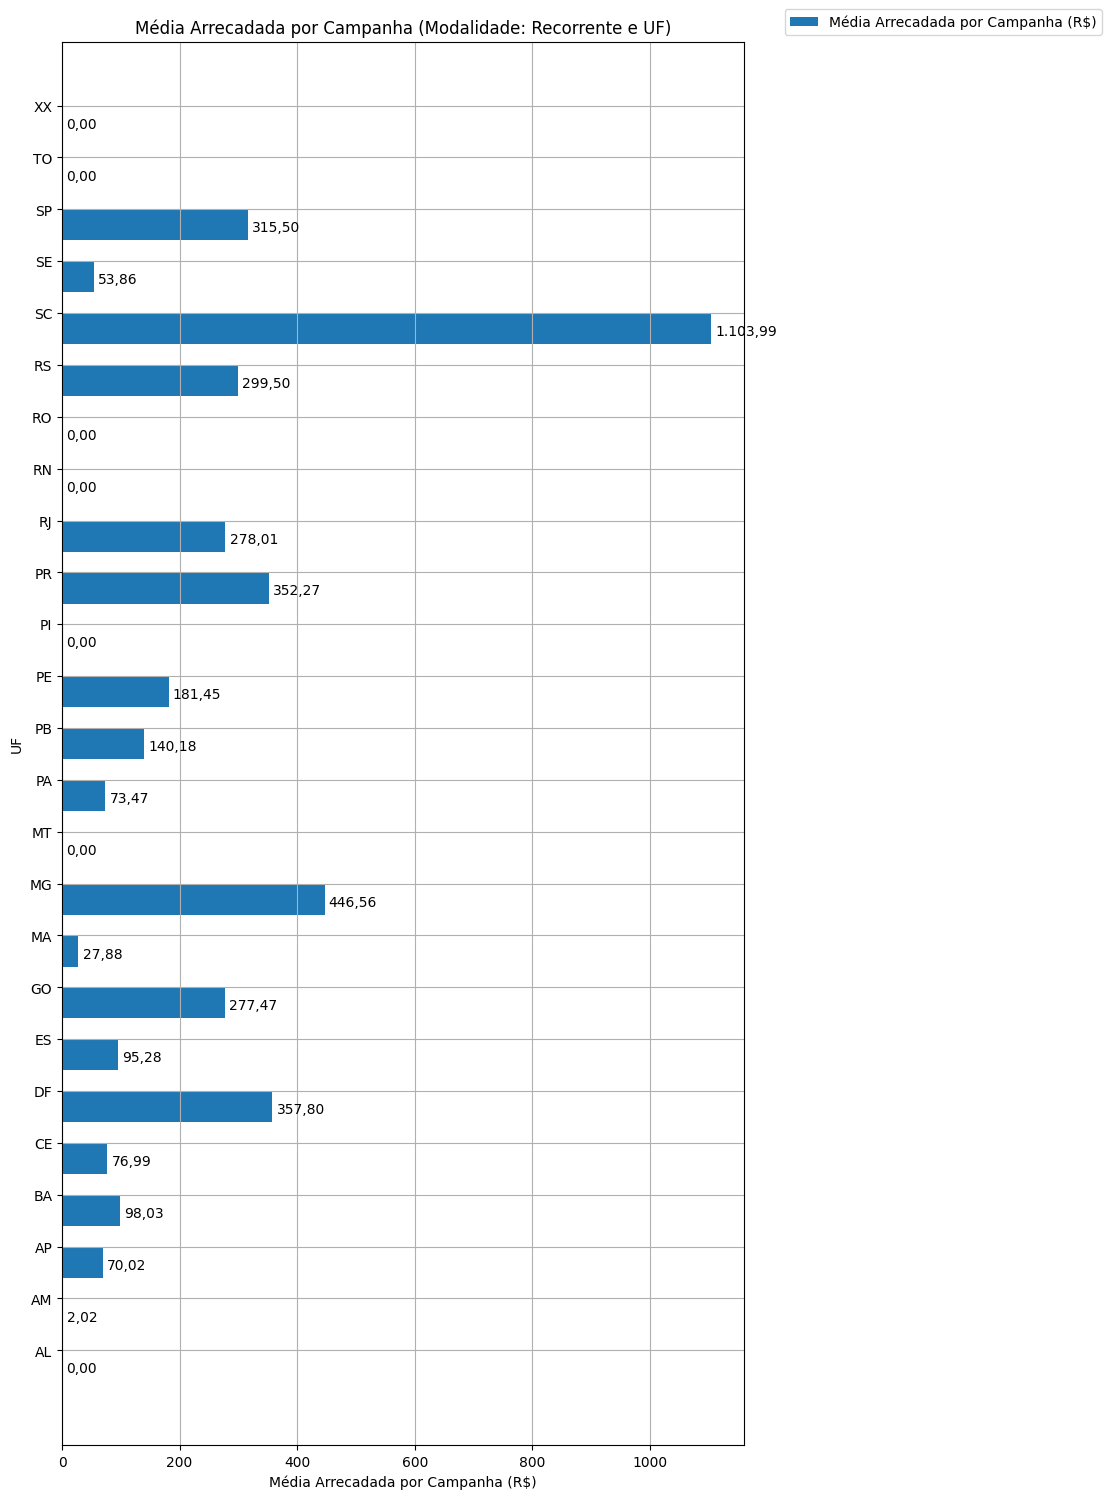 Média Arrecadada por Campanha (Modalidade: Recorrente e UF)
Média Arrecadada por Campanha (R$)
XX
0,00
TO
0,00
SP
315,50
SE
53,86
SC
1.103,99
RS
299,50
RO
0,00
RN
0,00
RJ
278,01
PR
352,27
PI
0,00
PE
181,45
PB
140,18
UF
PA
73,47
MT
0,00
MG
446,56
MA
27,88
GO
277,47
ES
95,28
DF
357,80
CE
76,99
BA
98,03
AP
70,02
AM
2,02
AL
0,00
0 200 400 600 800 1000
Média Arrecadada por Campanha (R$)